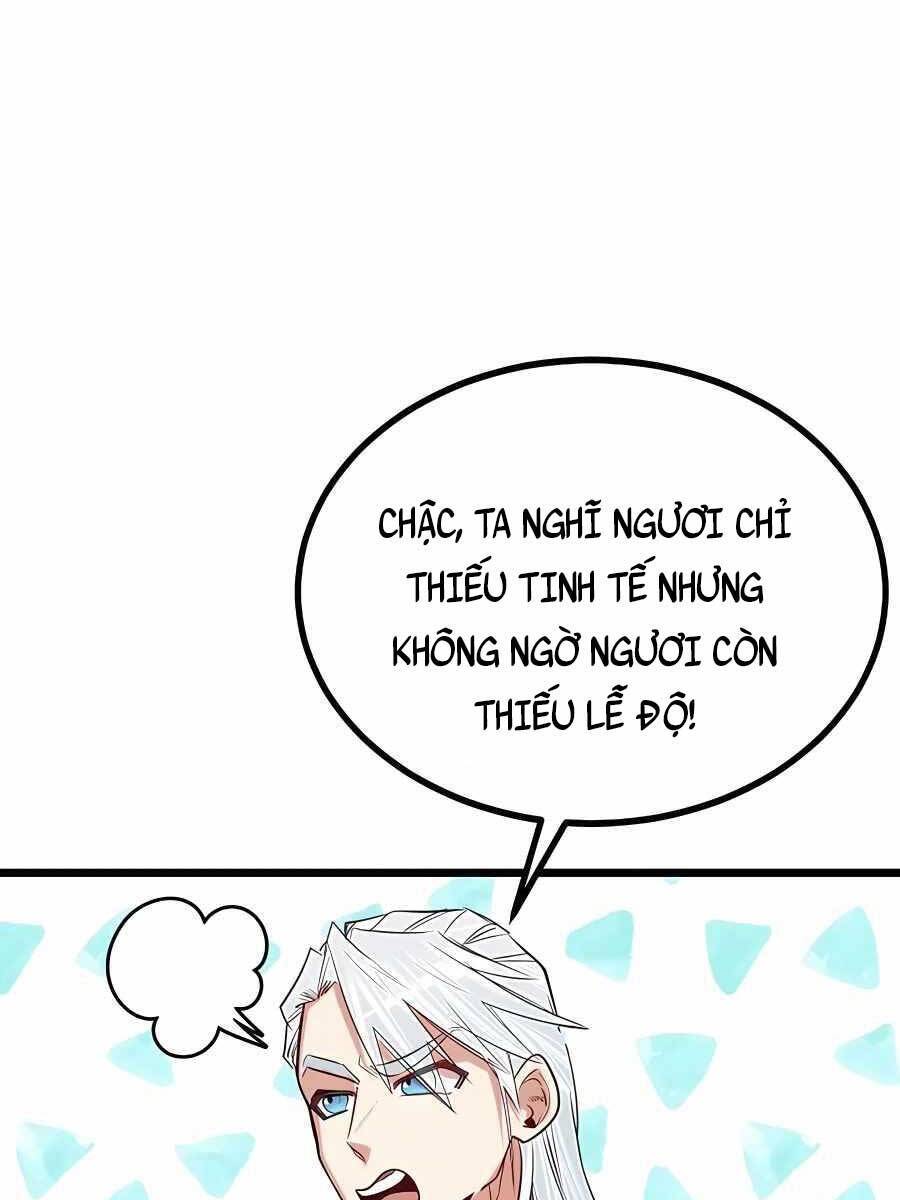 CHẬC, TA NGHĨ NGƯƠI CHỈ
THIẾU TINH TẾ NHƯNG
KHÔNG NGỜ NGƯƠI CÒN
THIẾU LỄ ĐỘ!